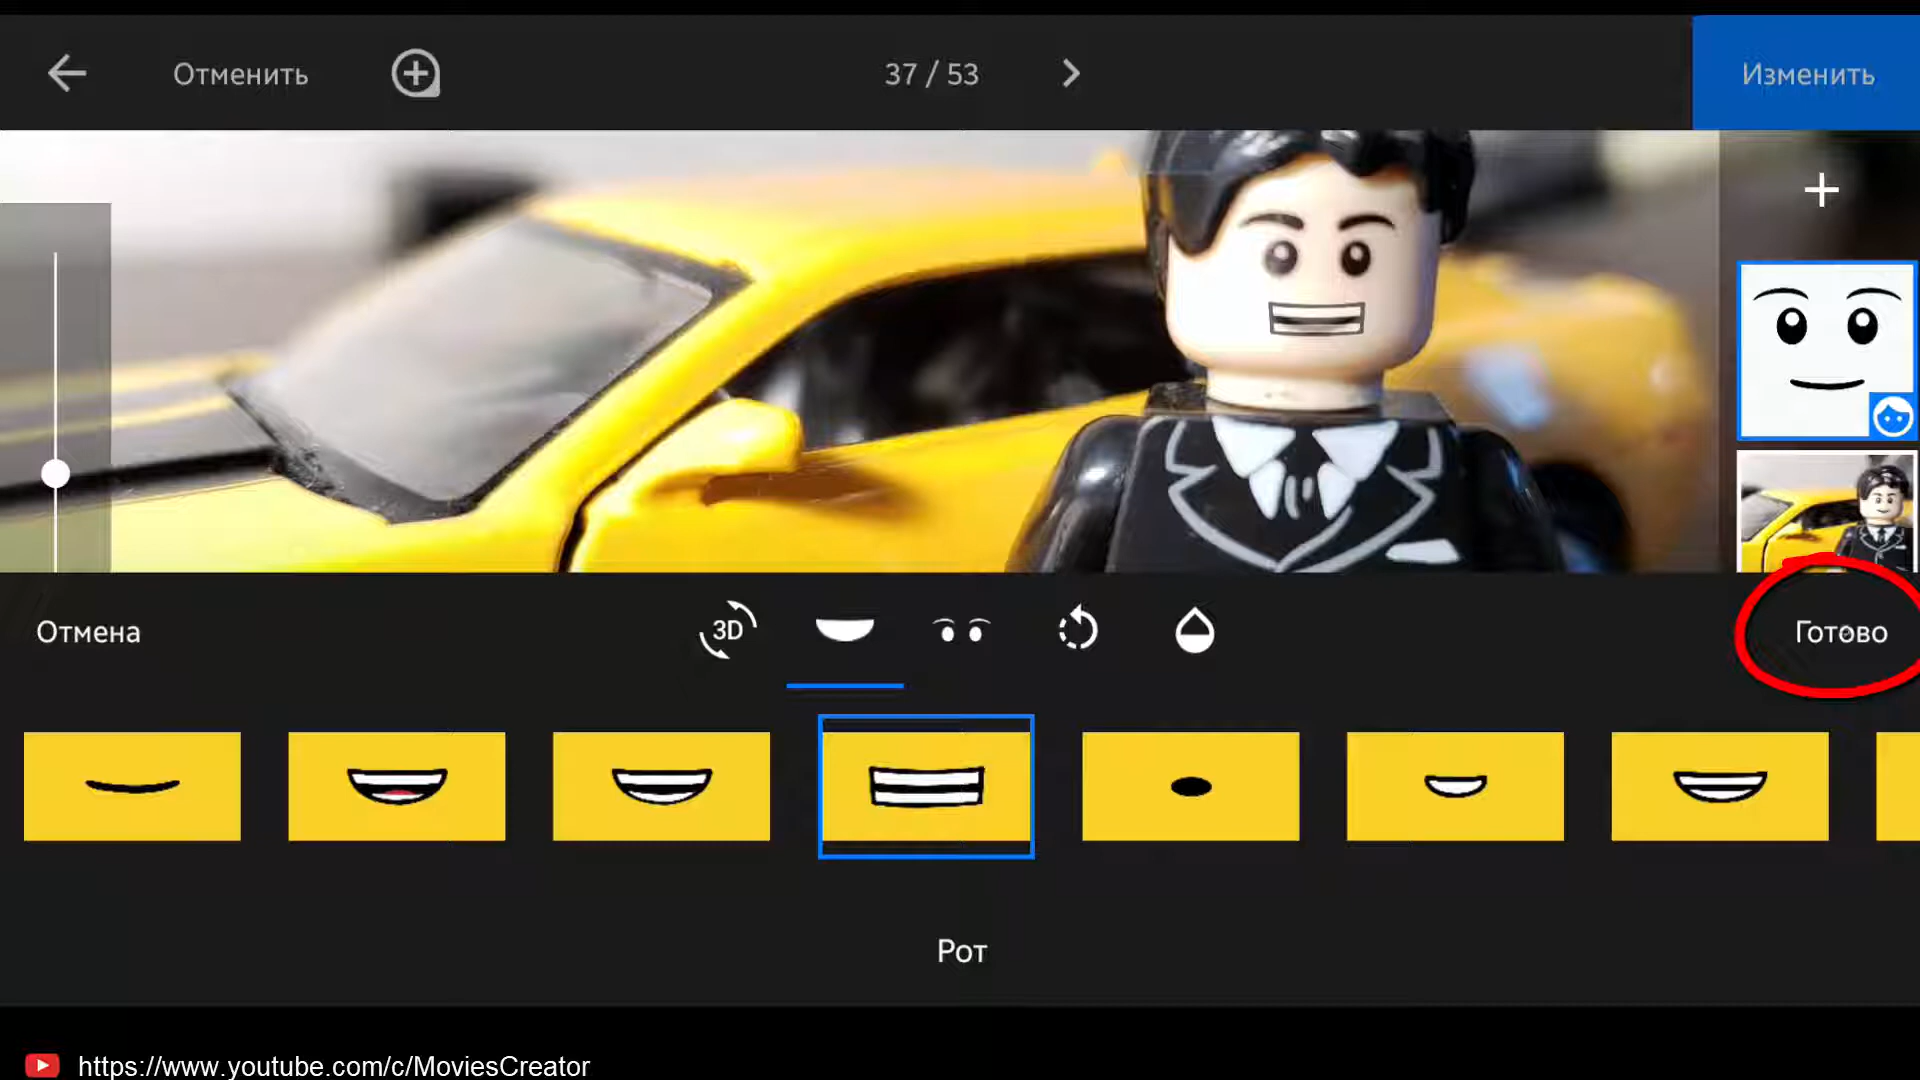 Отменить
37 / 53
Изменить
Отмена
3D
Готово
Рот
https://www.youtube.com/c/MoviesCreator